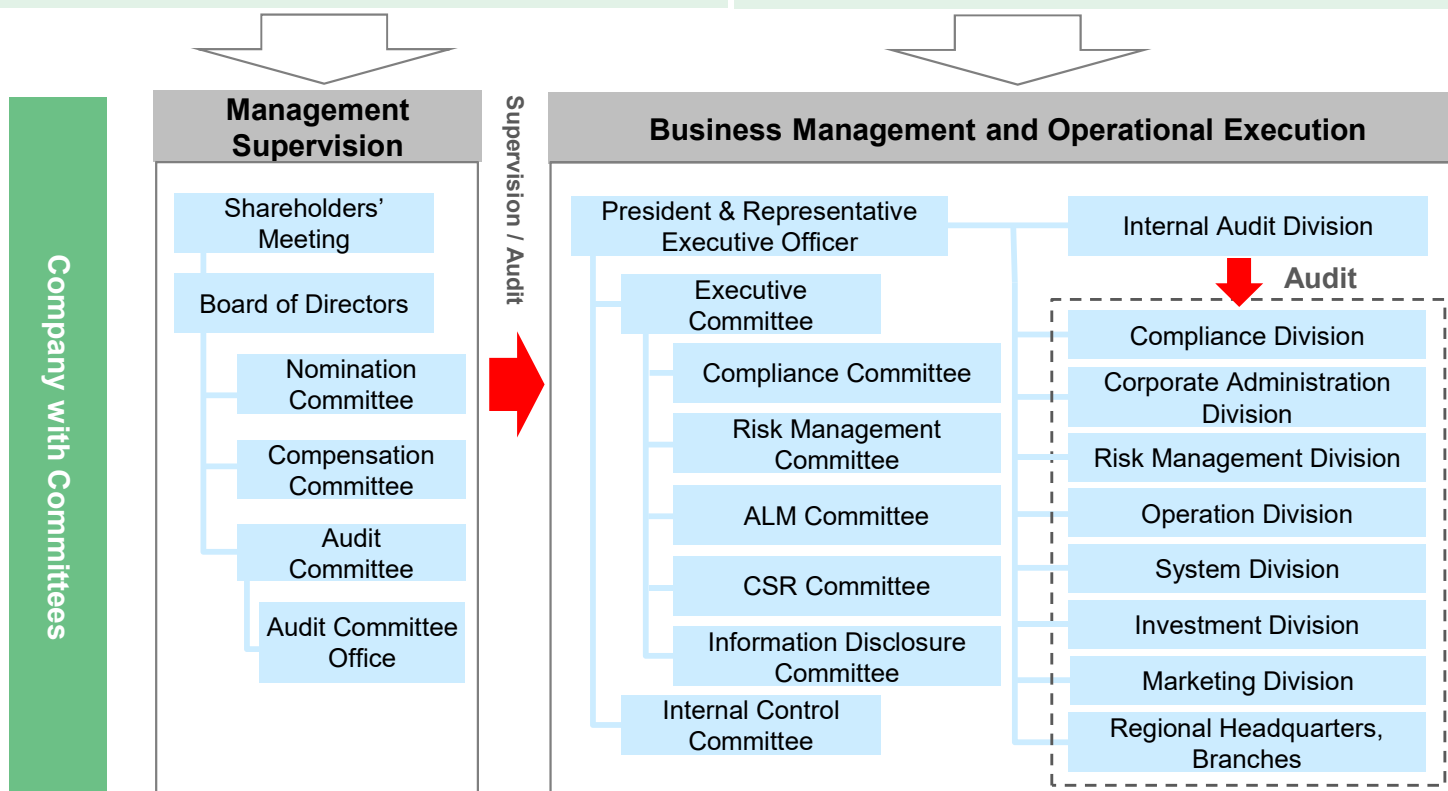 Company with Committees
Management
Supervision
Shareholders’
Meeting
Board of Directors
Nomination
Committee
Compensation
Committee
Audit
Committee
Audit Committee
Office
Supervision / Audit
Business Management and Operational Execution
President & Representative
Executive Officer
Executive
Committee
Compliance Committee
Risk Management
Committee
ALM Committee
CSR Committee
Information Disclosure
Committee
Internal Control
Committee
Internal Audit Division
Audit
Compliance Division
Corporate Administration
Division
Risk Management Division
Operation Division
System Division
Investment Division
Marketing Division
Regional Headquarters,
Branches